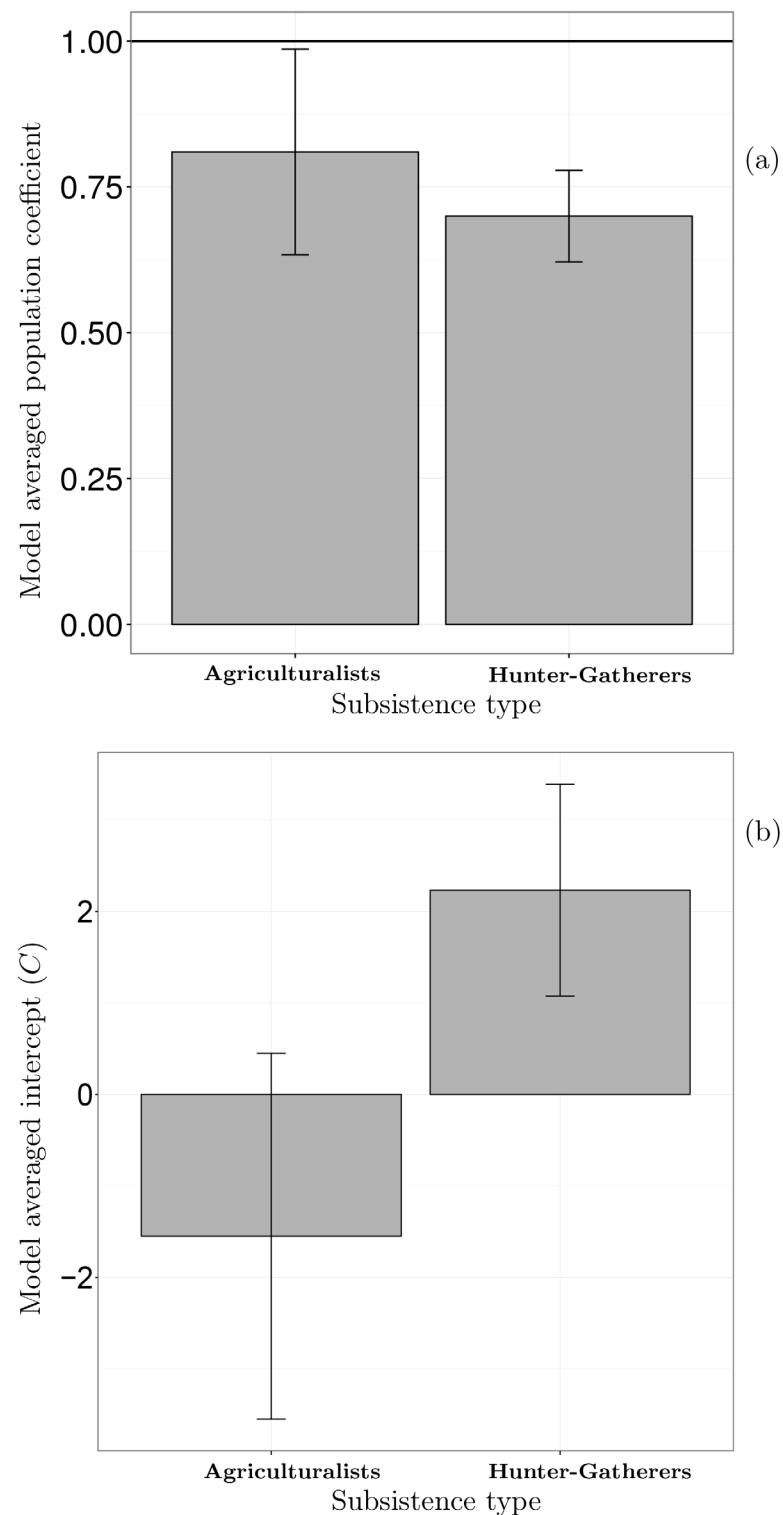 1.00
0.75
0.50
0.25
0.00
Model averaged population coefficient
(a)
Agriculturalists
Hunter-Gatherers
Subsistence type
2
0
−2
Model averaged intercept (C)
(b)
Agriculturalists
Hunter-Gatherers
Subsistence type